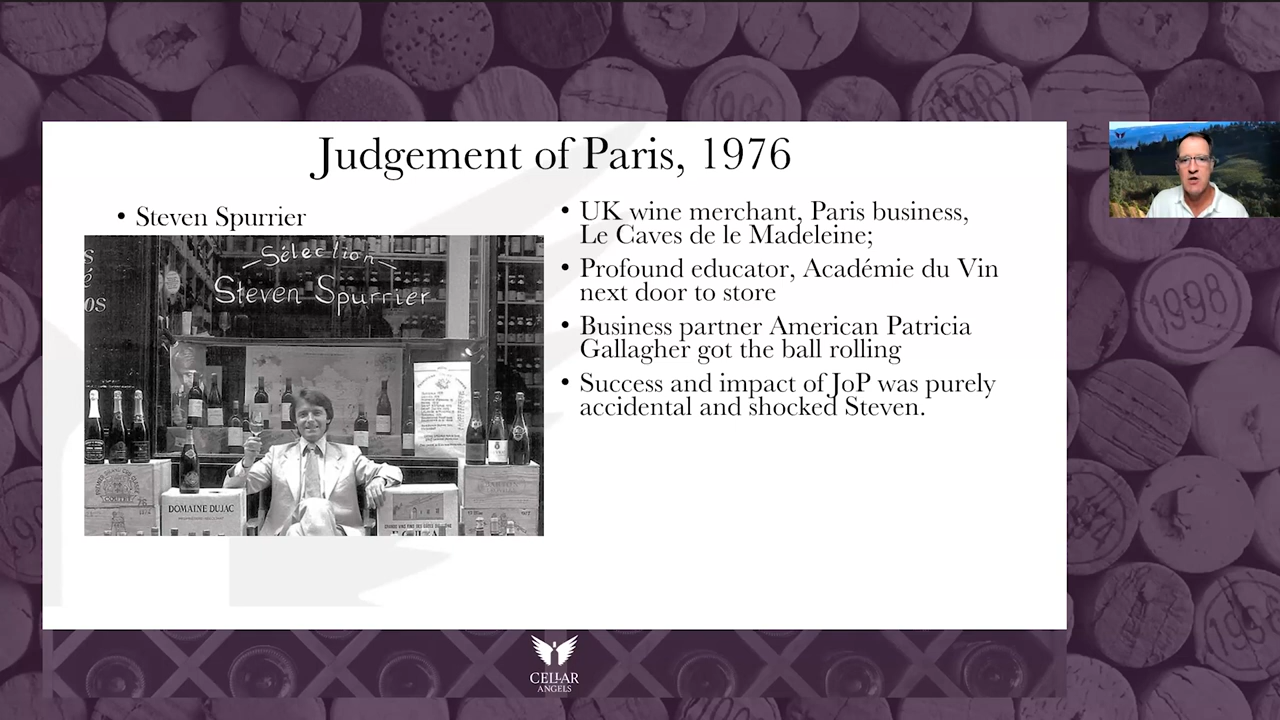 Judgement of Paris, 1976
• Steven Spurrier
Sélection
Steven Spurrier
DOMAINE DUJAC
• UK wine merchant, Paris business,
Le Caves de le Madeleine;
• Profound educator, Académie du Vin
next door to store
• Business partner American Patricia
Gallagher got the ball rolling
• Success and impact of JoP was purely
accidental and shocked Steven.
1998
1998
CELLAR
ANGELS